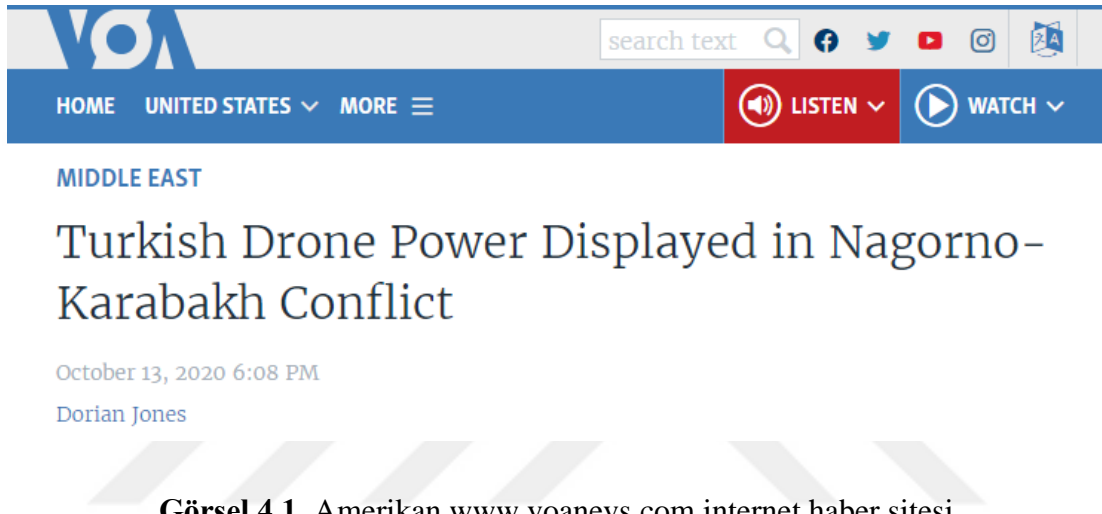 VOA
search text
HOME UNITED STATES MORE
LISTEN WATCH
MIDDLE EAST
Turkish Drone Power Displayed in Nagorno-
Karabakh Conflict
October 13, 2020 6:08 PM
Dorian Jones
Görsel 4.1. Amerikan www.voanevs.com internet haber sitesi